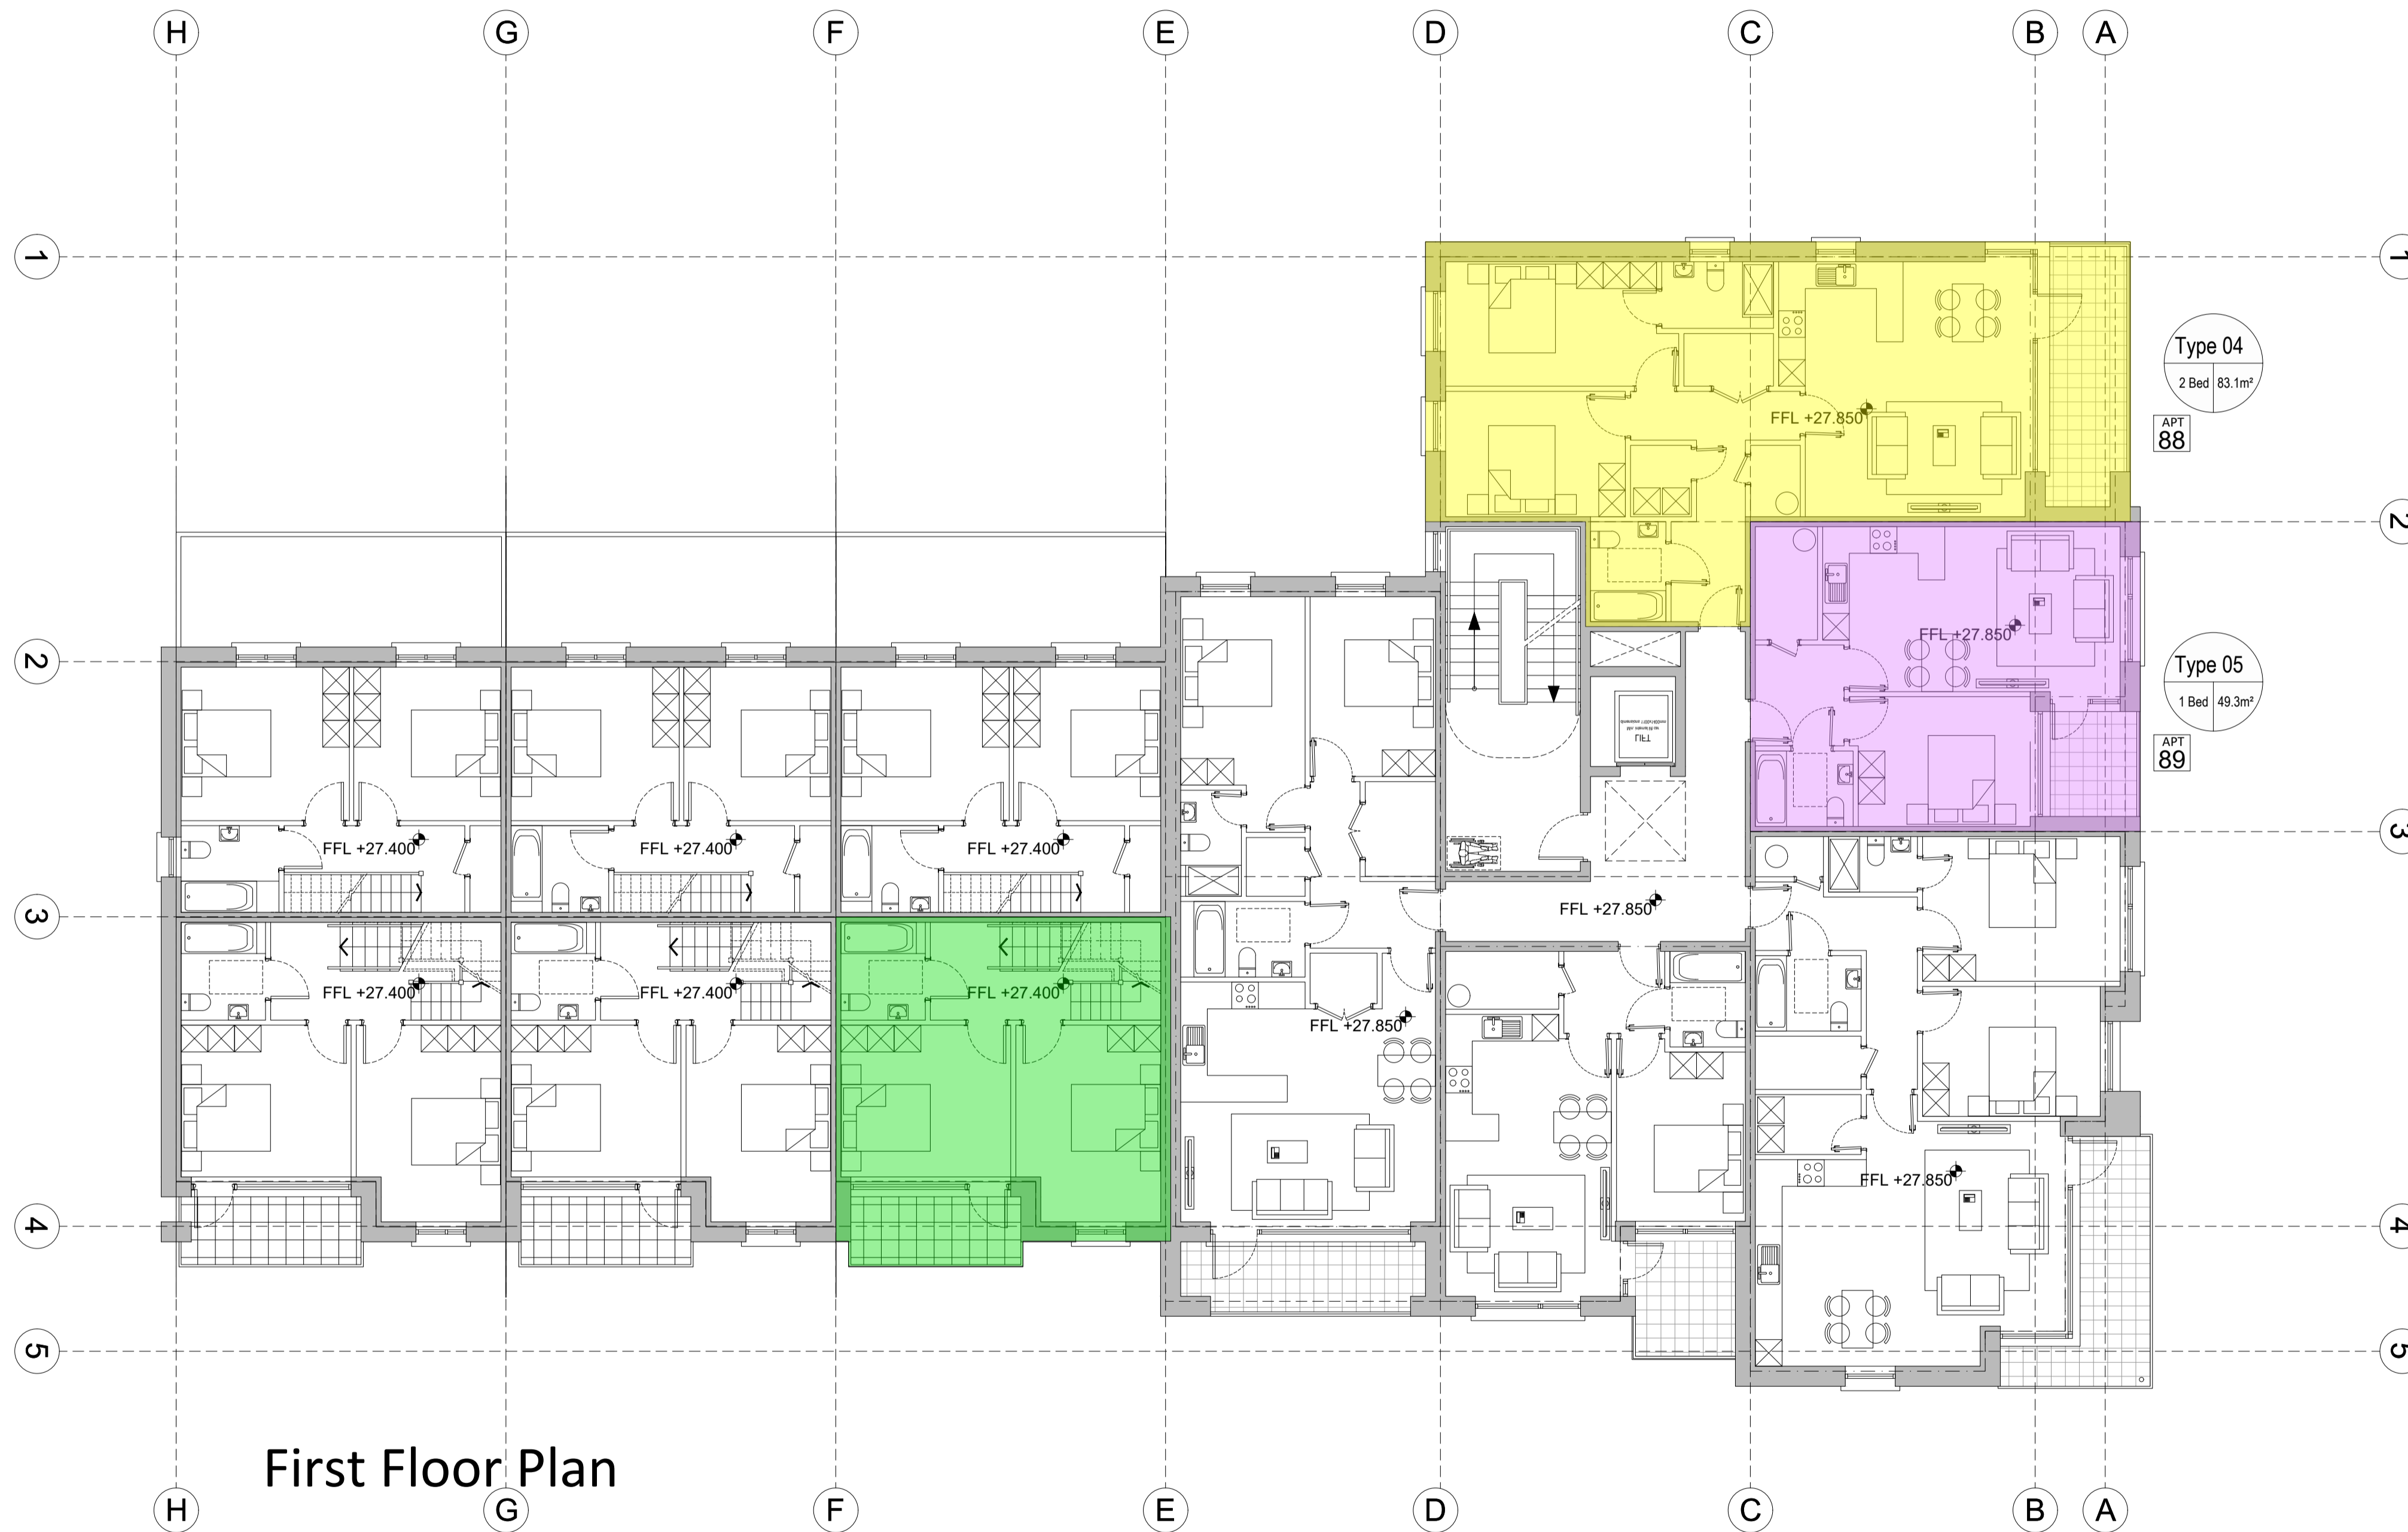 H G F E D C B A
1 1
Type 04
2 Bed 83.1m²
APT
88
FFL +27.850
2
FFL +27.850
Type 05
1 Bed 49.3m²
APT
89
2
LIFT
3
FFL +27.400 FFL +27.400 FFL +27.400
FFL +27.850
3
FFL +27.400 FFL +27.400 FFL +27.400
FFL +27.850
FFL +27.850
4 4
5 5
First Floor Plan
H G F E D C B A